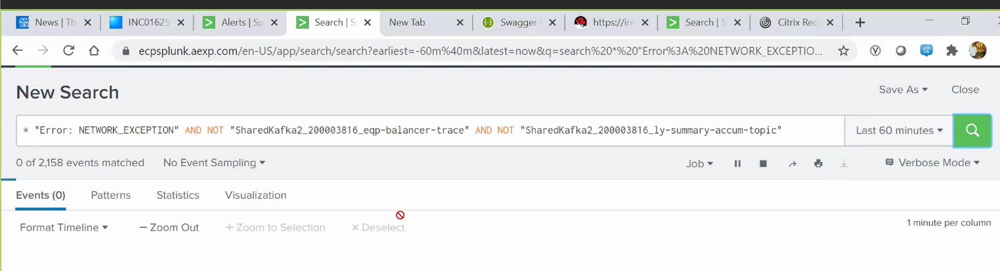 News | Th
INC01625
Alerts | Sp
Search | S
New Tab
Swagger
https://in
Search | S
Citrix Rec
ecpsplunk.aexp.com/en-US/app/search/search?earliest=-60m%40m&latest=now&q=search%20*%20"Error%3A%20NETWORK_EXCEPTIO...
New Search
Save As
Close
* "Error: NETWORK_EXCEPTION" AND NOT "SharedKafka2_200003816_eqp-balancer-trace" AND NOT "SharedKafka2_200003816_ly-summary-accum-topic"
Last 60 minutes
0 of 2,158 events matched
No Event Sampling
Job
Verbose Mode
Events (0)
Patterns
Statistics
Visualization
Format Timeline
— Zoom Out
+ Zoom to Selection
× Deselect
1 minute per column